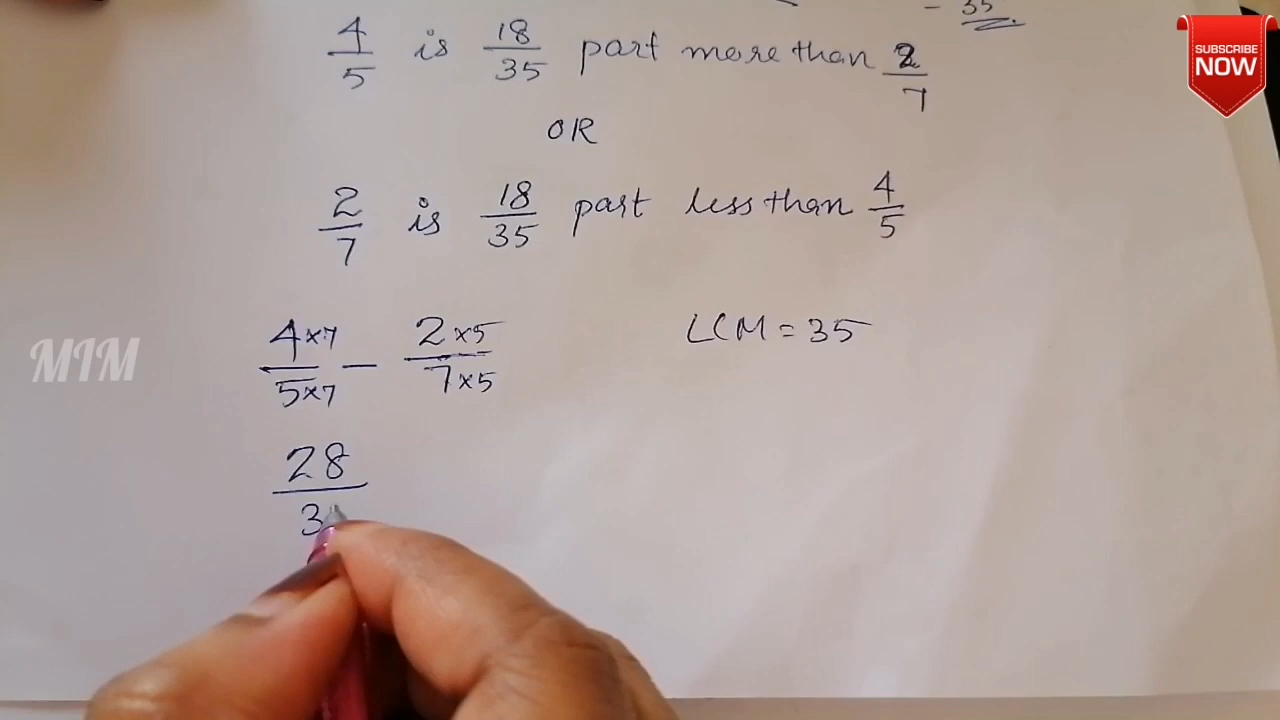 - 35
4/5 is 18/35 part more than 2/7
OR
2/7 is 18/35 part less than 4/5
4×7/5×7 - 2×5/7×5 LCM = 35
28/3
SUBSCRIBE
NOW
MIM